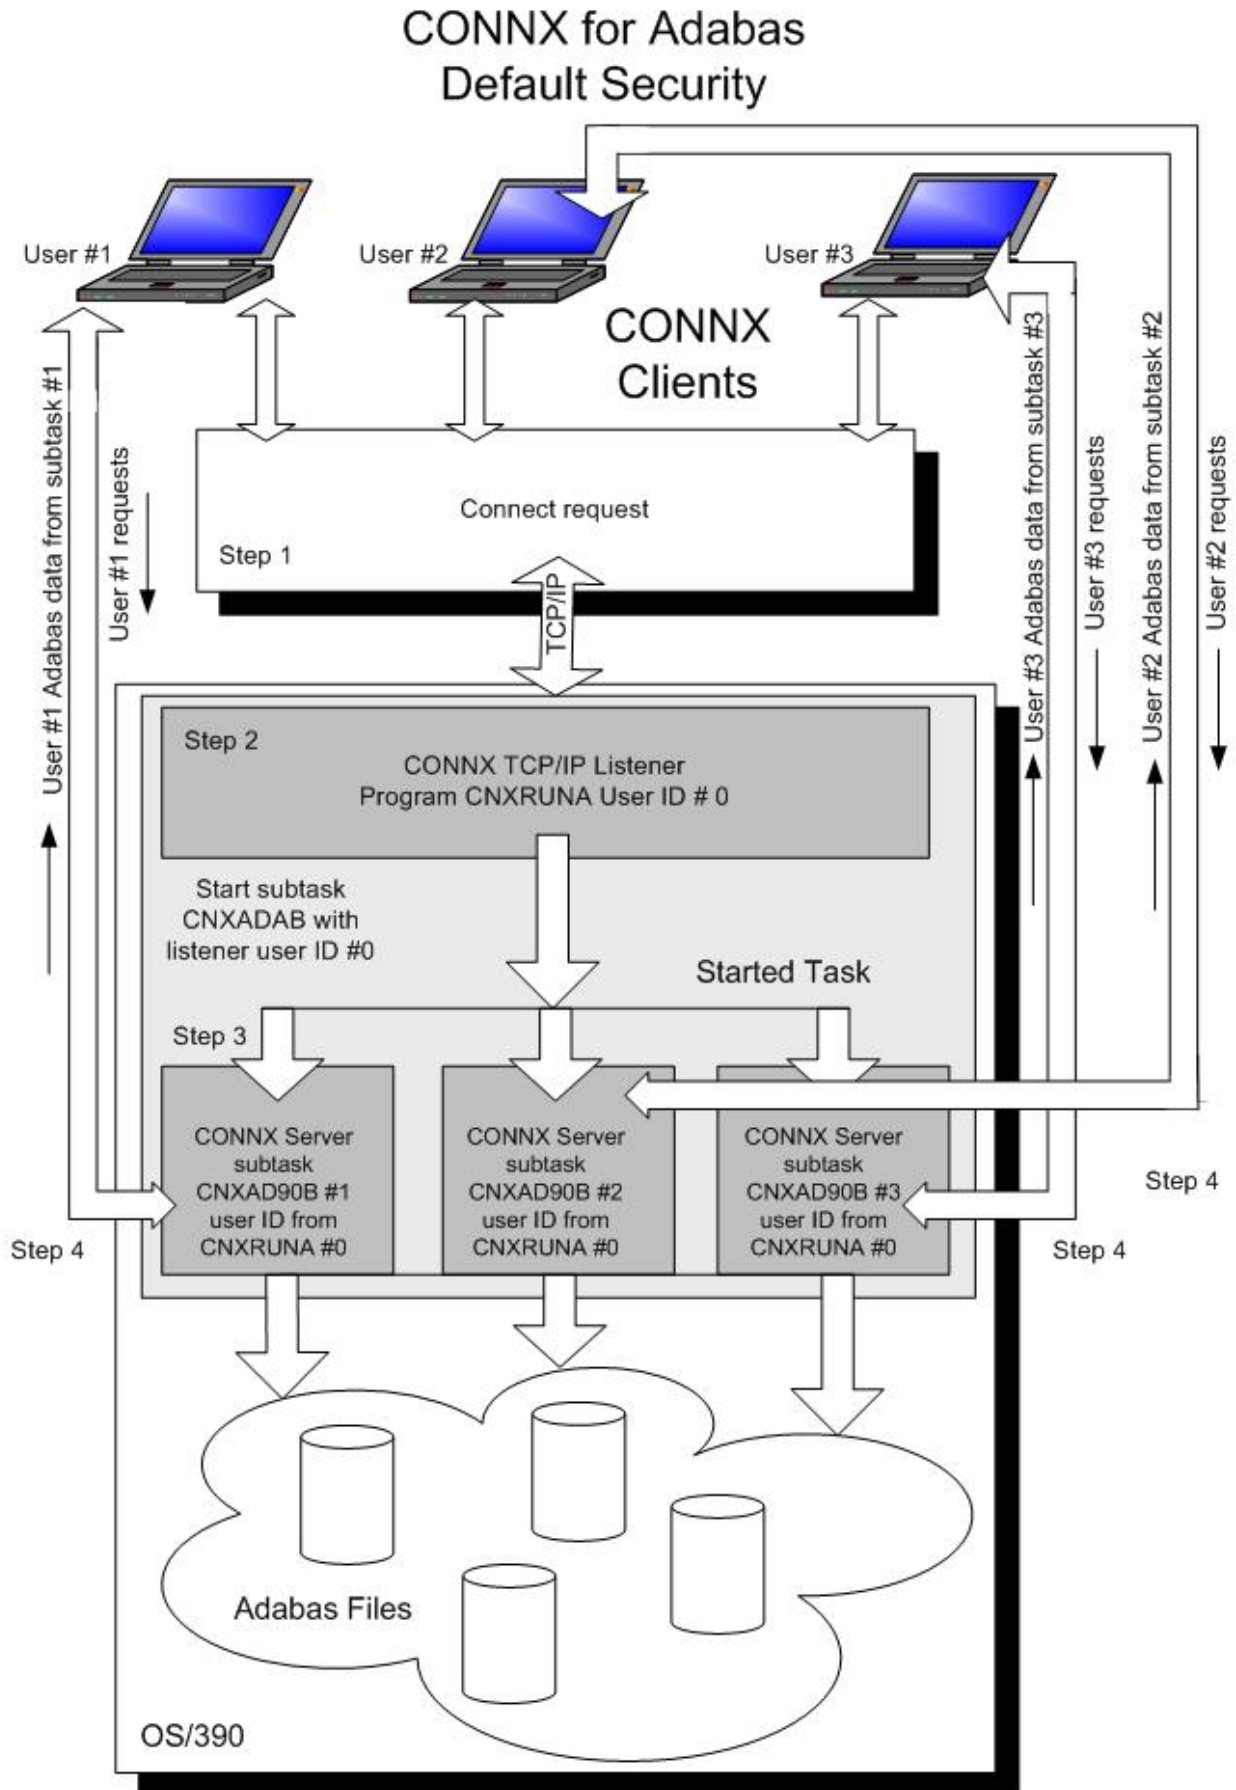 CONNX for Adabas
Default Security
User #1
User #2
User #3
CONNX
Clients
User #1 Adabas data from subtask #1
User #1 requests
User #3 Adabas data from subtask #3
User #3 requests
User #2 Adabas data from subtask #2
User #2 requests
Connect request
Step 1
TCP/IP
Step 2
CONNX TCP/IP Listener
Program CNXRUNA User ID # 0
Start subtask
CNXADAB with
listener user ID #0
Started Task
Step 3
CONNX Server
subtask
CNXAD90B #1
user ID from
CNXRUNA #0
CONNX Server
subtask
CNXAD90B #2
user ID from
CNXRUNA #0
CONNX Server
subtask
CNXAD90B #3
user ID from
CNXRUNA #0
Step 4
Step 4
Step 4
Adabas Files
OS/390